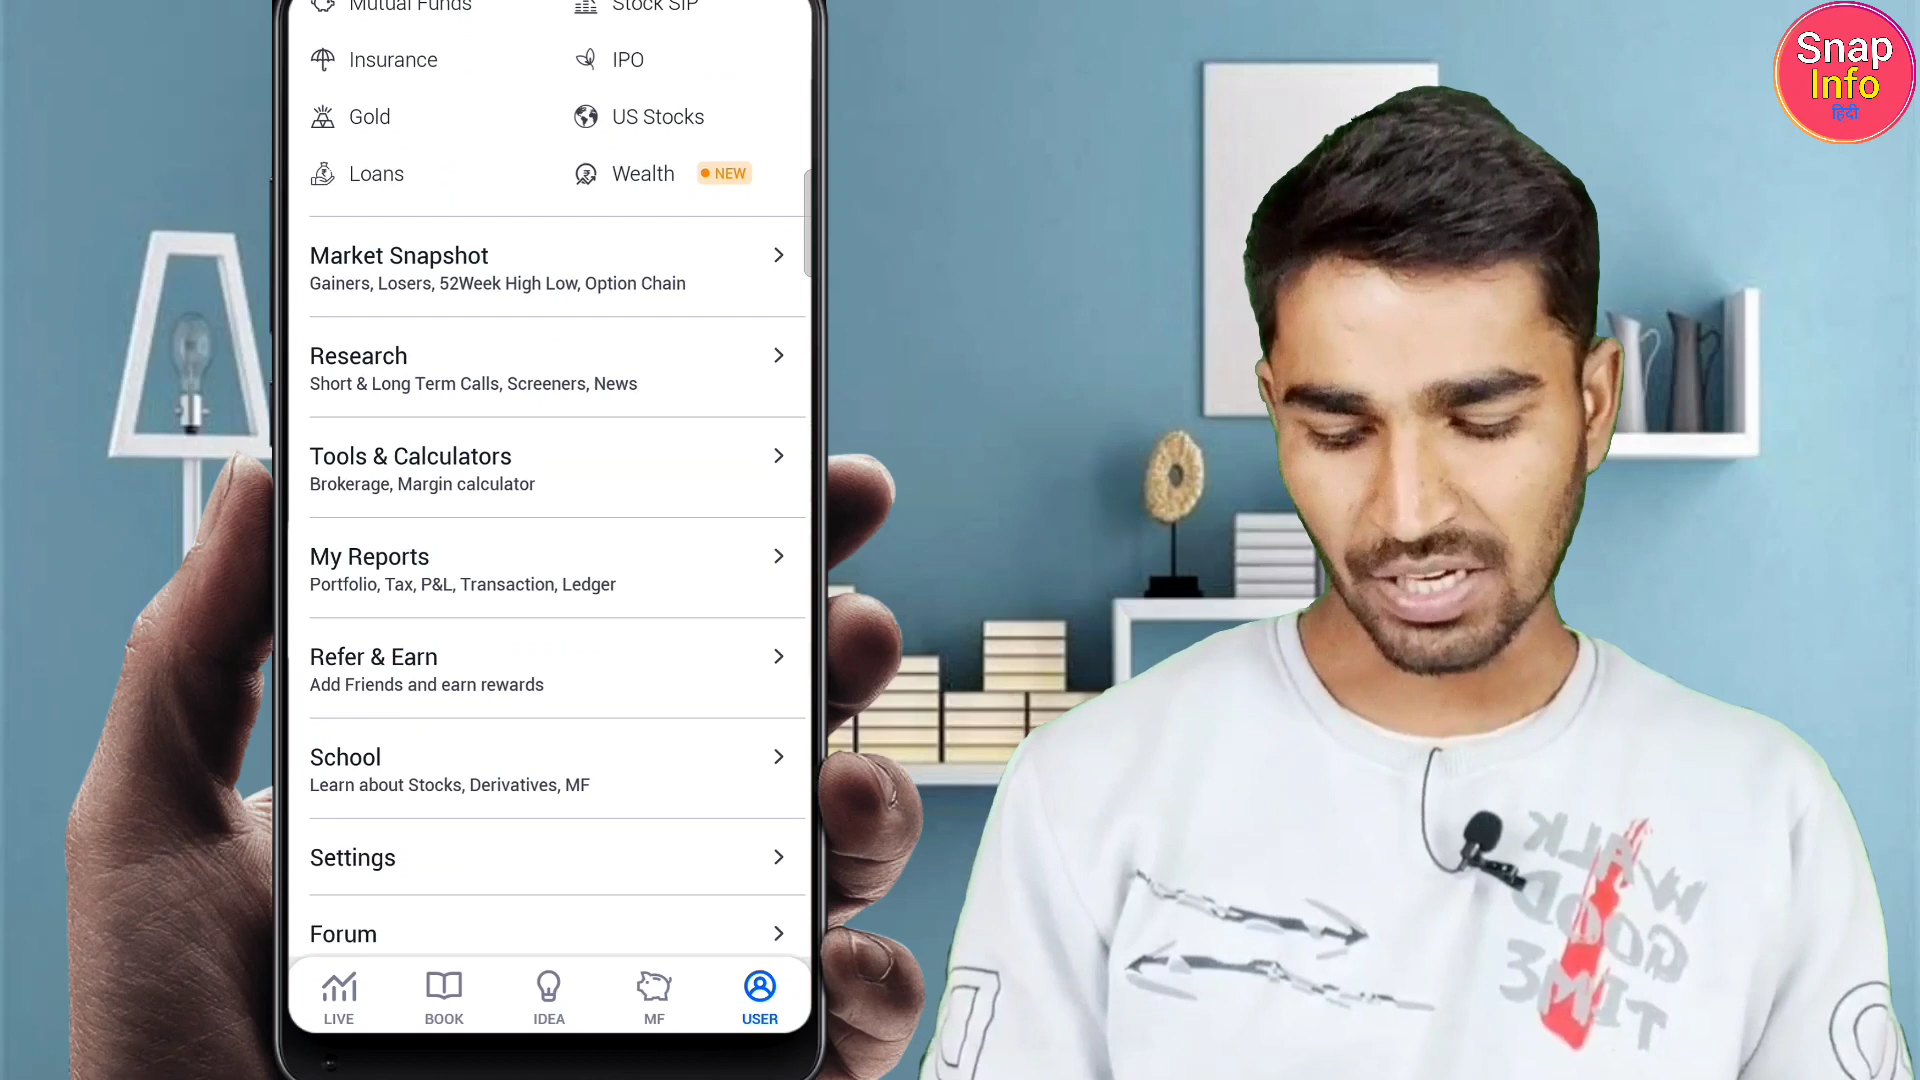 Mutual Funds
Stock SIP
Insurance
IPO
Gold
US Stocks
Loans
Wealth
NEW
Market Snapshot
Gainers, Losers, 52Week High Low, Option Chain
Research
Short & Long Term Calls, Screeners, News
Tools & Calculators
Brokerage, Margin calculator
My Reports
Portfolio, Tax, P&L, Transaction, Ledger
Refer & Earn
Add Friends and earn rewards
School
Learn about Stocks, Derivatives, MF
Settings
Forum
LIVE
BOOK
IDEA
MF
USER
Snap
Info
हिंदी
WALK
GOOD
TIME